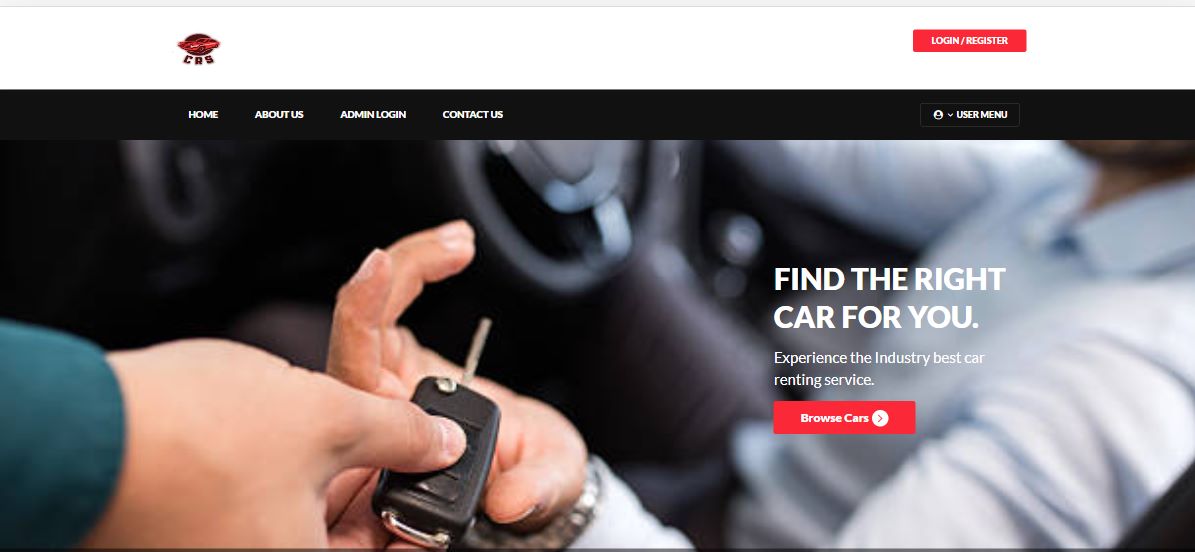 CRS
LOGIN / REGISTER
HOME ABOUT US ADMIN LOGIN CONTACT US USER MENU
FIND THE RIGHT
CAR FOR YOU.
Experience the Industry best car
renting service.
Browse Cars